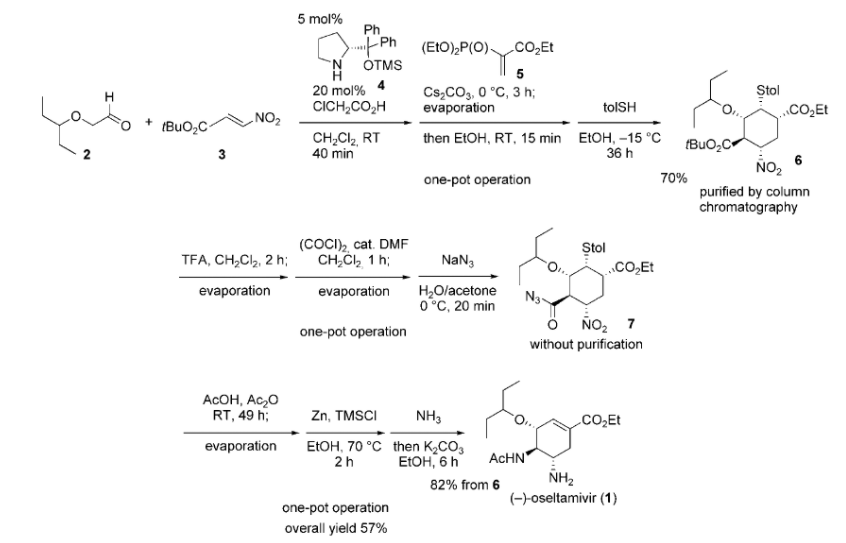 5 mol%
Ph
Ph
N
H
OTMS
4
20 mol%
ClCH₂CO₂H
CH₂Cl₂, RT
40 min
H
O
O
2
+
tBuO₂C
NO₂
3
(EtO)₂P(O)
CO₂Et
5
Cs₂CO₃, 0 °C, 3 h;
evaporation
then EtOH, RT, 15 min
tolSH
EtOH, –15 °C
36 h
one-pot operation
70%
Stol
O
CO₂Et
tBuO₂C
NO₂
6
purified by column
chromatography
TFA, CH₂Cl₂, 2 h;
evaporation
(COCl)₂, cat. DMF
CH₂Cl₂, 1 h;
evaporation
NaN₃
H₂O/acetone
0 °C, 20 min
one-pot operation
Stol
O
CO₂Et
N₃
O
NO₂
7
without purification
AcOH, Ac₂O
RT, 49 h;
evaporation
Zn, TMSCl
EtOH, 70 °C
2 h
NH₃
then K₂CO₃
EtOH, 6 h
82% from 6
one-pot operation
overall yield 57%
O
CO₂Et
AcHN
NH₂
(–)-oseltamivir (1)